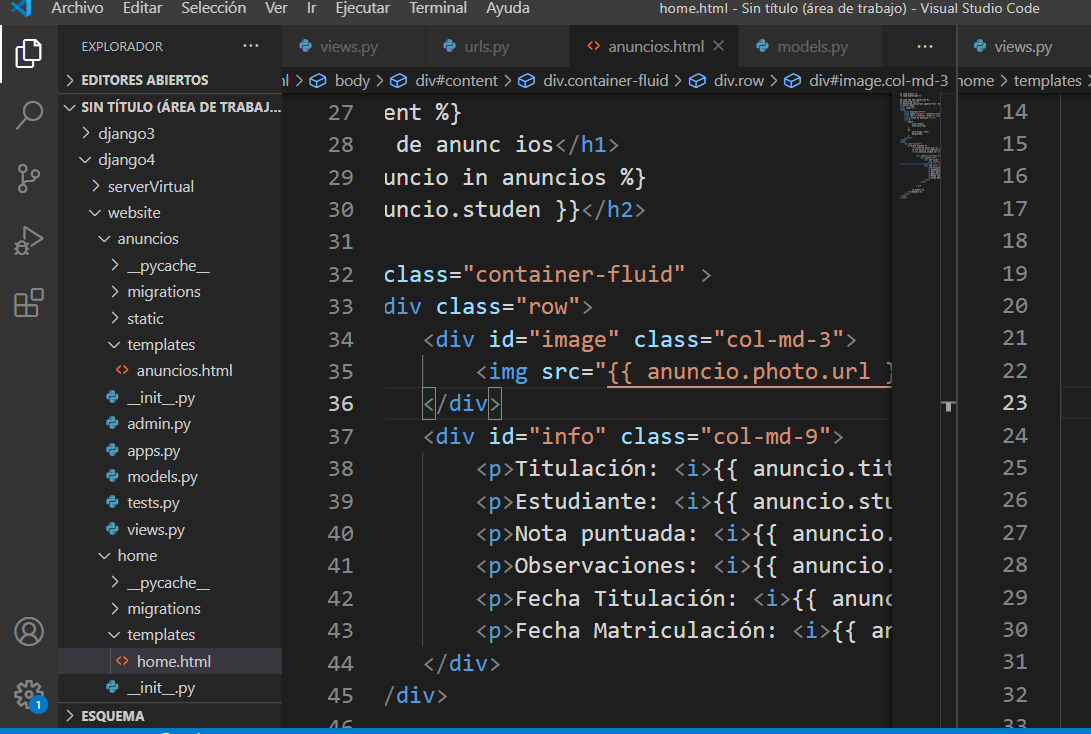 Archivo Editar Selección Ver Ir Ejecutar Terminal Ayuda home.html - Sin título (área de trabajo) - Visual Studio Code
EXPLORADOR ...
EDITORES ABIERTOS
SIN TÍTULO (ÁREA DE TRABAJ...
django3
django4
serverVirtual
website
anuncios
__pycache__
migrations
static
templates
anuncios.html
__init__.py
admin.py
apps.py
models.py
tests.py
views.py
home
__pycache__
migrations
templates
home.html
__init__.py
ESQUEMA
1
views.py urls.py anuncios.html models.py ...
body > div#content > div.container-fluid > div.row > div#image.col-md-3
27 ent %}
28 de anunc ios</h1>
29 uncio in anuncios %}
30 uncio.studen }}</h2>
31
32 class="container-fluid" >
33 div class="row">
34 <div id="image" class="col-md-3">
35 <img src="{{ anuncio.photo.url }
36 </div>
37 <div id="info" class="col-md-9">
38 <p>Titulación: <i>{{ anuncio.tit
39 <p>Estudiante: <i>{{ anuncio.stu
40 <p>Nota puntuada: <i>{{ anuncio.
41 <p>Observaciones: <i>{{ anuncio.
42 <p>Fecha Titulación: <i>{{ anunc
43 <p>Fecha Matriculación: <i>{{ an
44 </div>
45 /div>
46
views.py
home > templates >
14
15
16
17
18
19
20
21
22
23
24
25
26
27
28
29
30
31
32
33